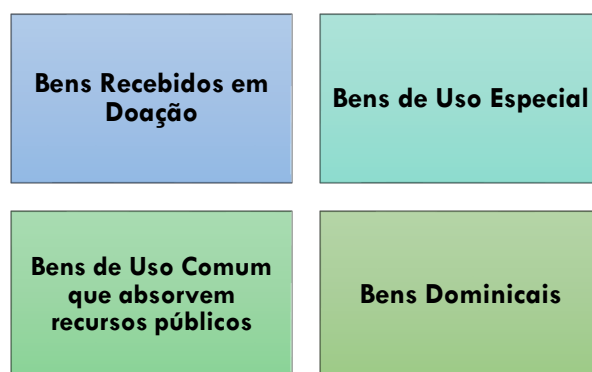 Bens Recebidos em
Doação
Bens de Uso Especial
Bens de Uso Comum
que absorvem
recursos públicos
Bens Dominicais